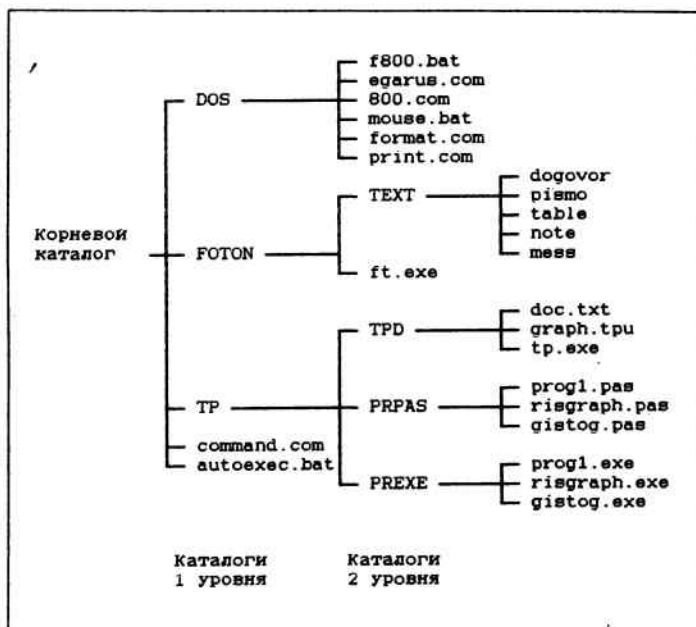 f800.bat
egarus.com
DOS 800.com
mouse.bat
format.com
print.com
dogovor
TEXT pismo
table
Корневой note
каталог FOTON mess
ft.exe
doc.txt
TPD graph.tpu
tp.exe
prog1.pas
TP PRPAS risgraph.pas
gistog.pas
command.com
autoexec.bat
prog1.exe
PREXE risgraph.exe
gistog.exe
Каталоги Каталоги
1 уровня 2 уровня